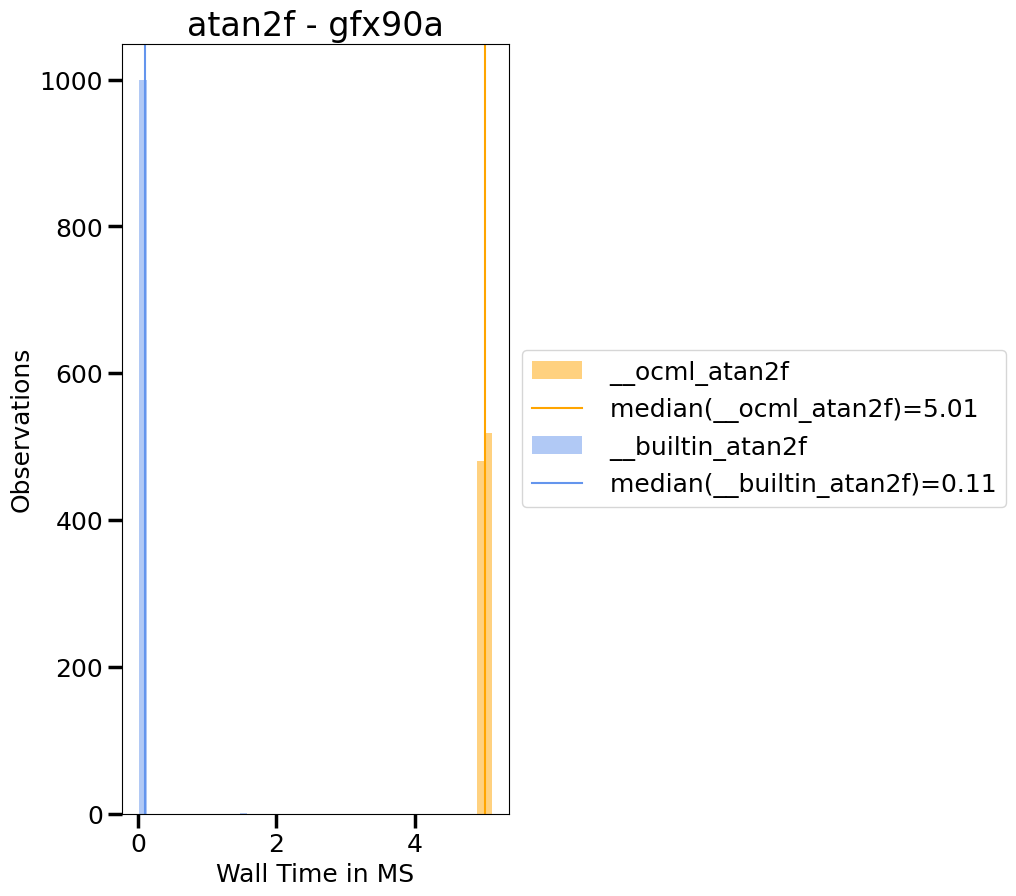 atan2f - gfx90a
Observations
1000
800
600
400
200
0
0 2 4
Wall Time in MS
__ocml_atan2f
median(__ocml_atan2f)=5.01
__builtin_atan2f
median(__builtin_atan2f)=0.11